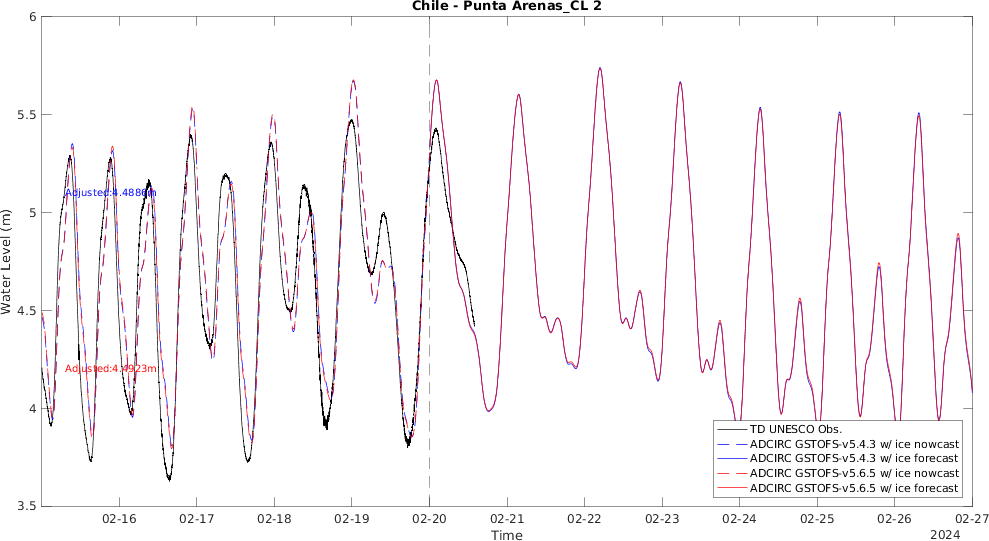 Chile - Punta Arenas_CL 2
6
5.5
5
4.5
4
3.5
Water Level (m)
Adjusted:4.4886m
Adjusted:4.4923m
TD UNESCO Obs.
ADCIRC GSTOFS-v5.4.3 w/ ice nowcast
ADCIRC GSTOFS-v5.4.3 w/ ice forecast
ADCIRC GSTOFS-v5.6.5 w/ ice nowcast
ADCIRC GSTOFS-v5.6.5 w/ ice forecast
02-16 02-17 02-18 02-19 02-20 02-21 02-22 02-23 02-24 02-25 02-26 02-27
Time
2024